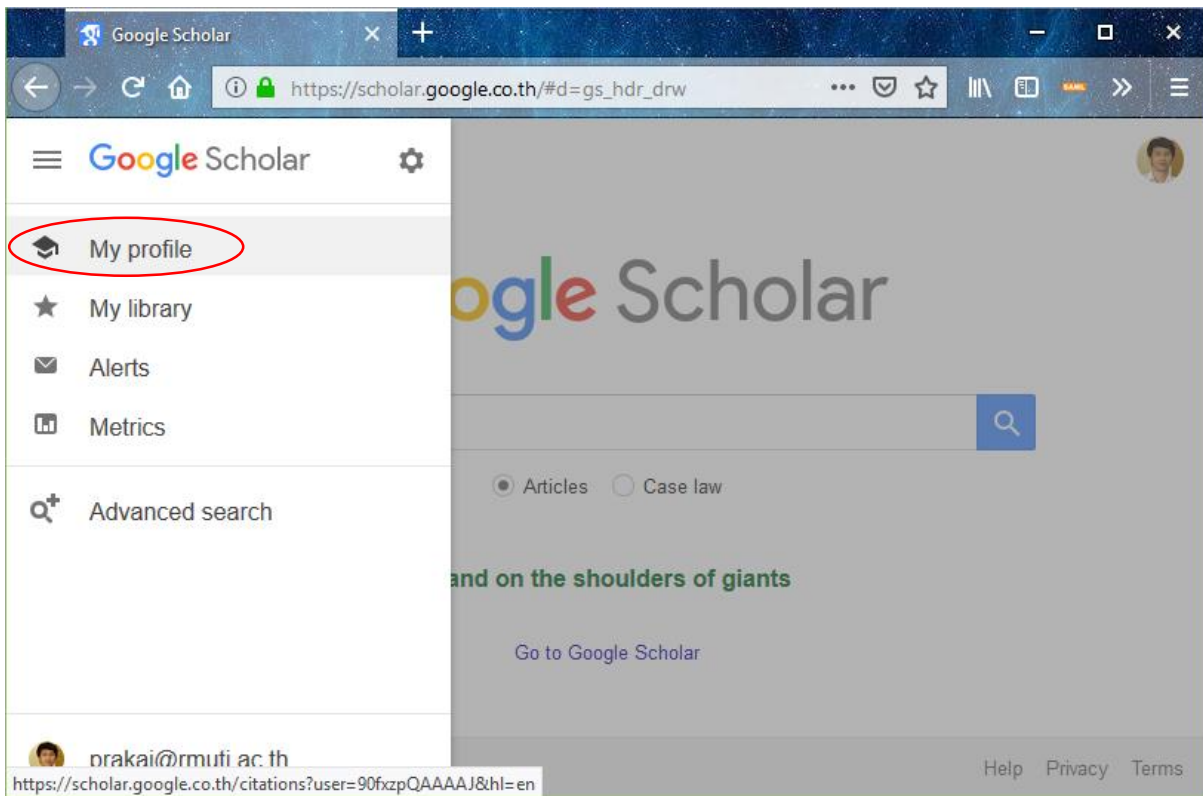 Google Scholar
https://scholar.google.co.th/#d=gs_hdr_drw
Google Scholar
My profile
My library
Alerts
Metrics
Advanced search
prakai@rmuti.ac.th
https://scholar.google.co.th/citations?user=90fxzpQAAAAJ&hl=en
ogle Scholar
Articles Case law
and on the shoulders of giants
Go to Google Scholar
Help Privacy Terms